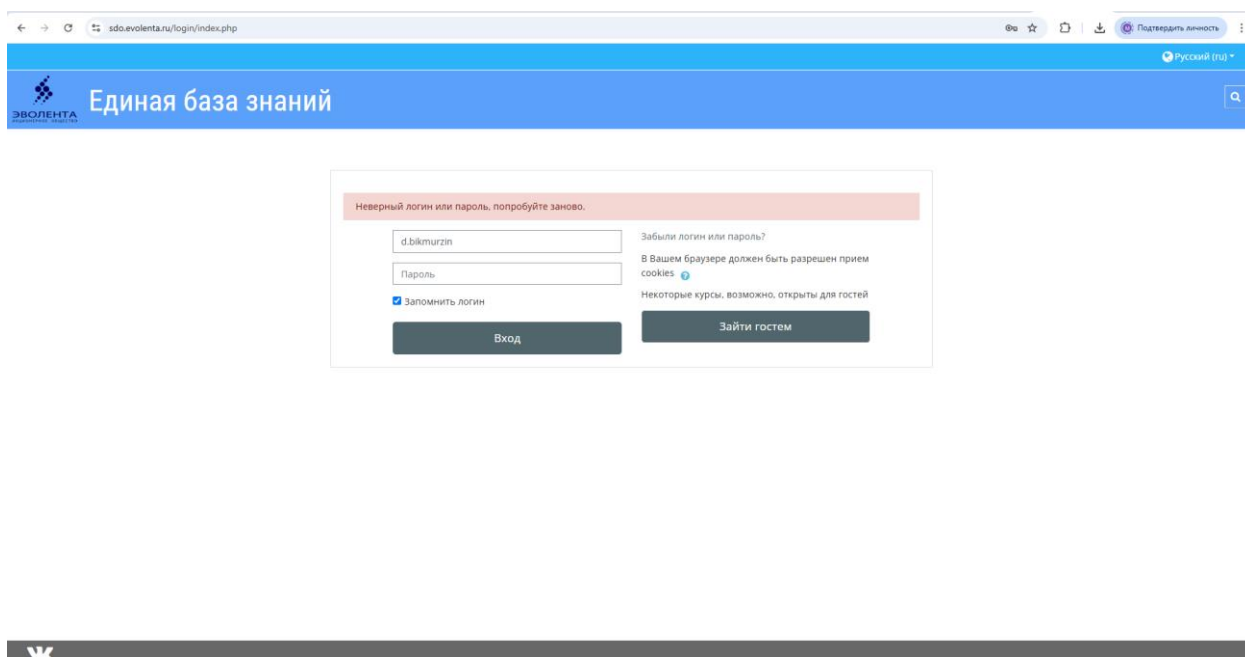 sdo.evolenta.ru/login/index.php
Подтвердить личность
Русский (ru)
ЭВОЛЕНТА
Единая база знаний
Неверный логин или пароль, попробуйте заново.
d.bikmurzin
Пароль
Запомнить логин
Вход
Забыли логин или пароль?
В Вашем браузере должен быть разрешен прием
cookies
Некоторые курсы, возможно, открыты для гостей
Зайти гостем